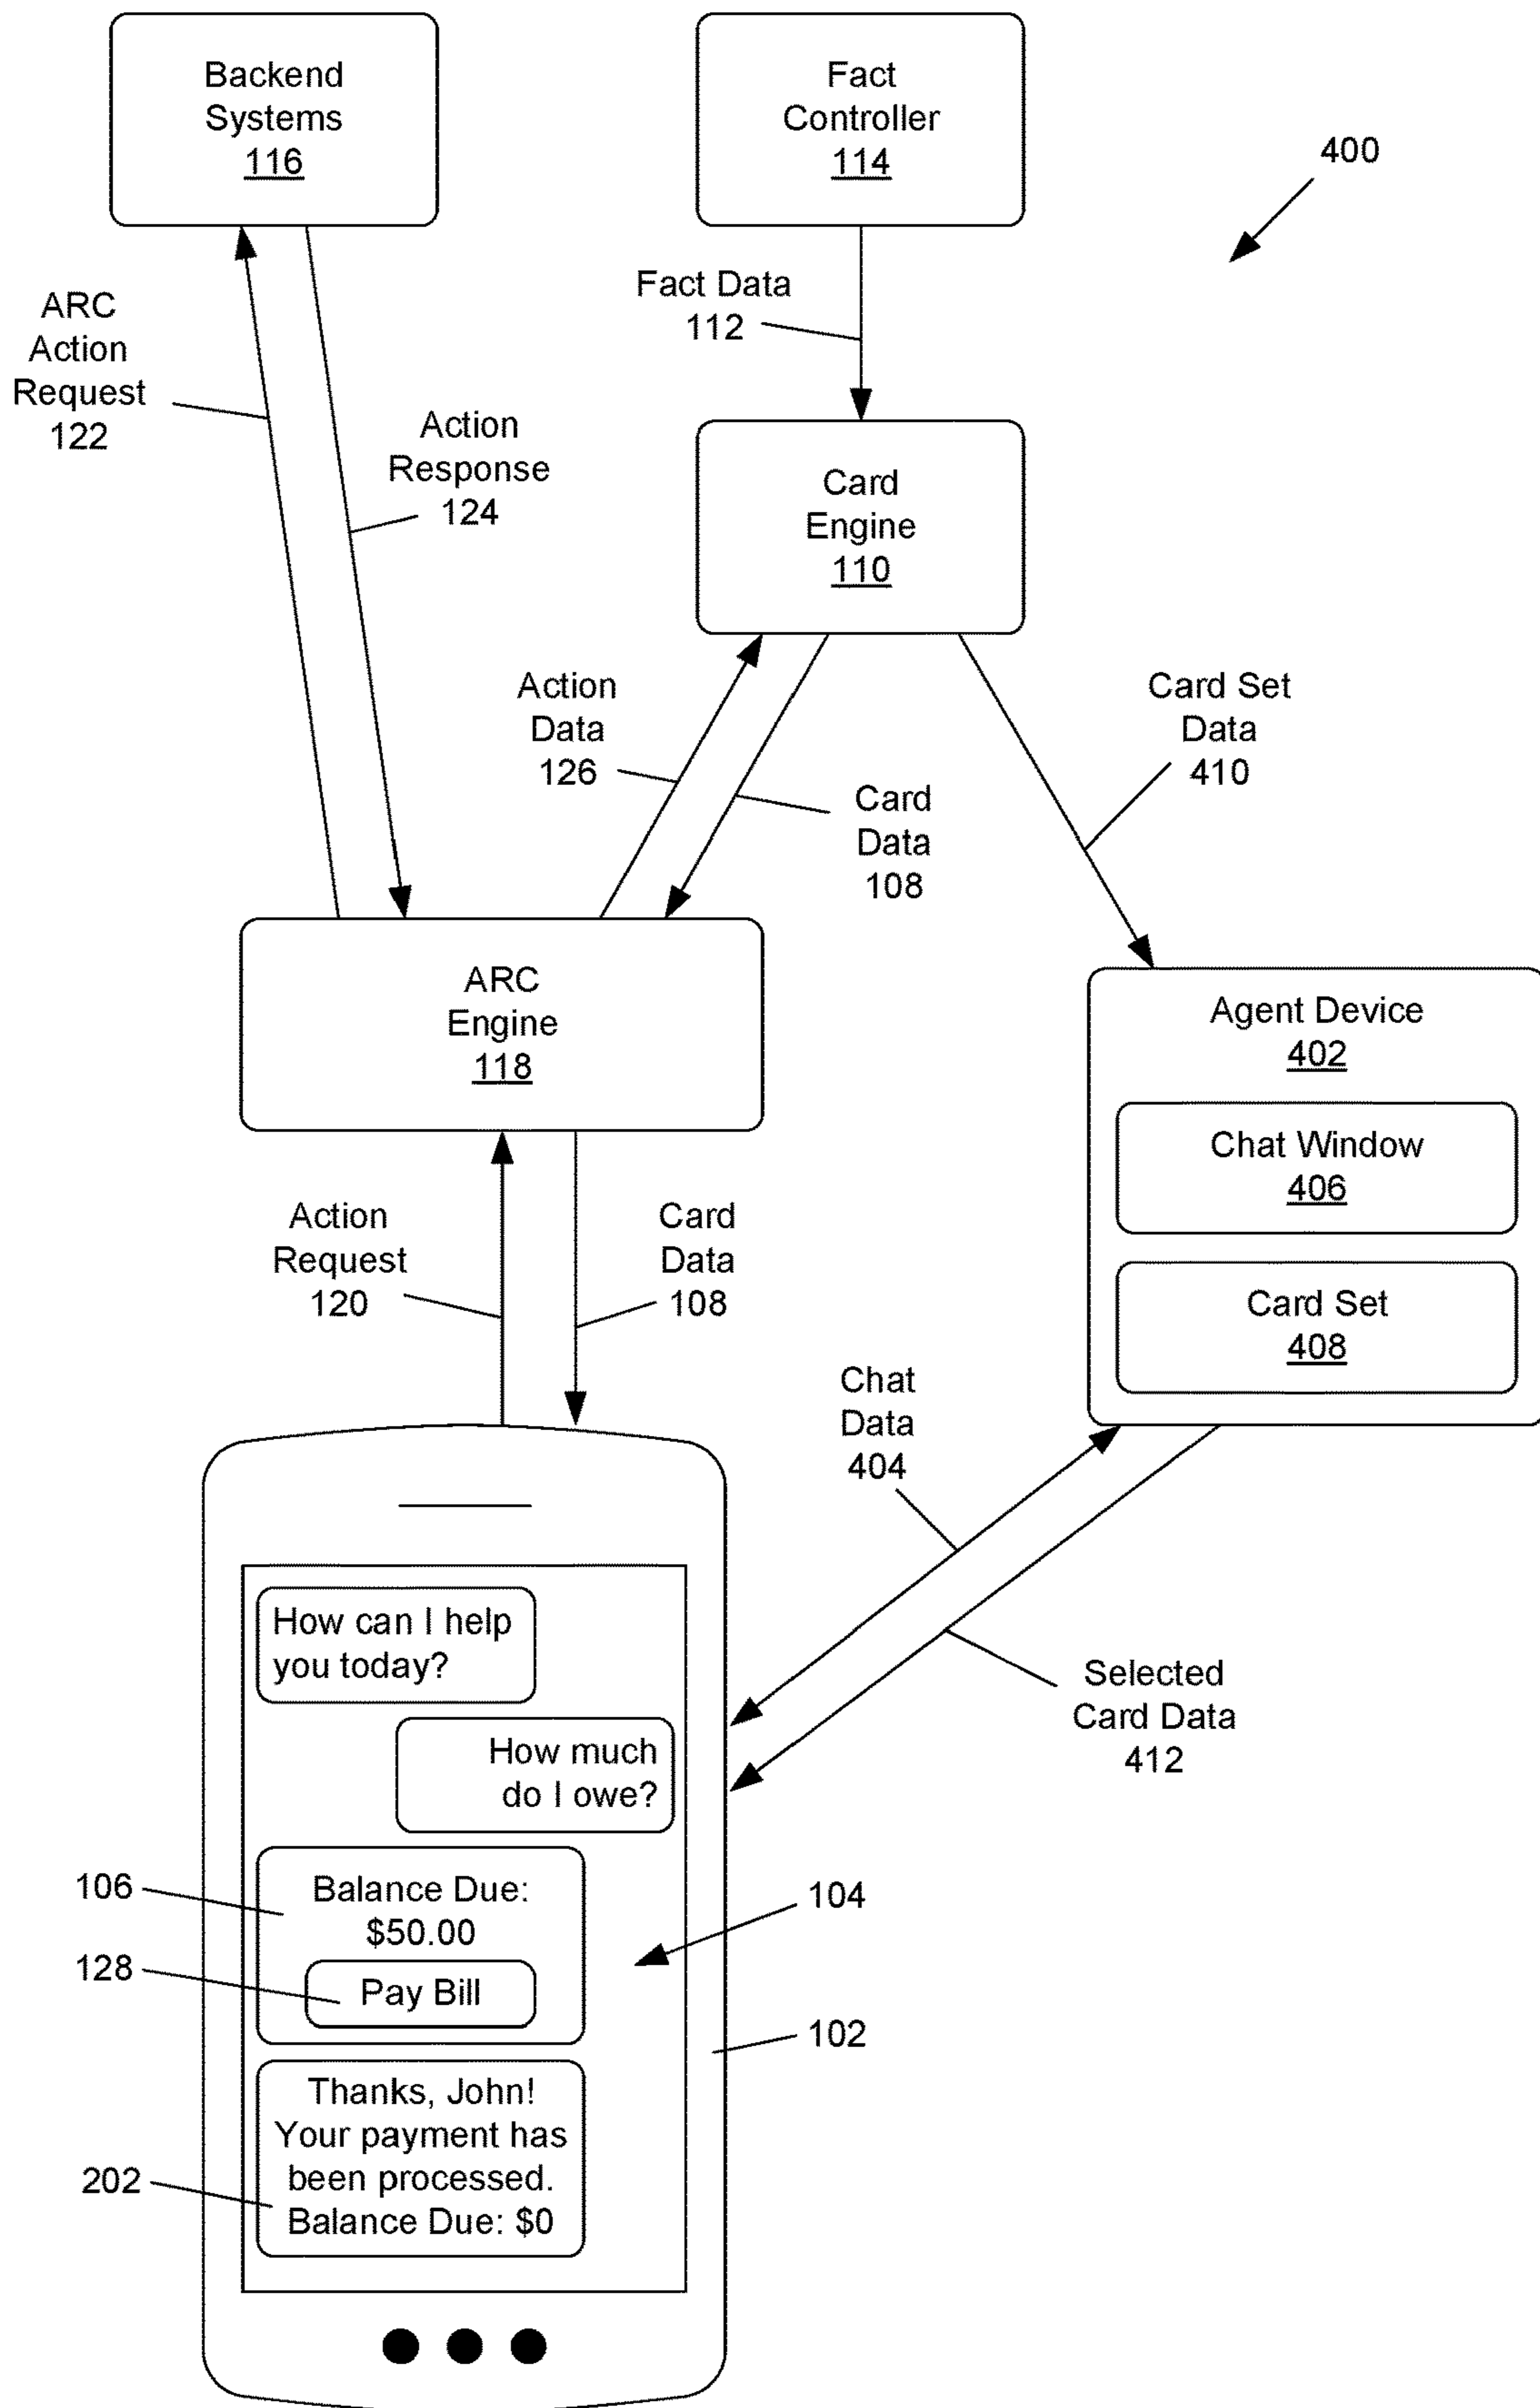 Backend
Systems
116
Fact
Controller
114
400
Fact Data
112
ARC
Action
Request
122
Action
Response
124
Card
Engine
110
Action
Data
126
Card Set
Data
410
Card
Data
108
ARC
Engine
118
Agent Device
402
Chat Window
406
Card Set
408
Action
Request
120
Card
Data
108
Chat
Data
404
How can I help
you today?
How much
do I owe?
Selected
Card Data
412
106
Balance Due:
$50.00
104
128
Pay Bill
102
Thanks, John!
Your payment has
been processed.
Balance Due: $0
202